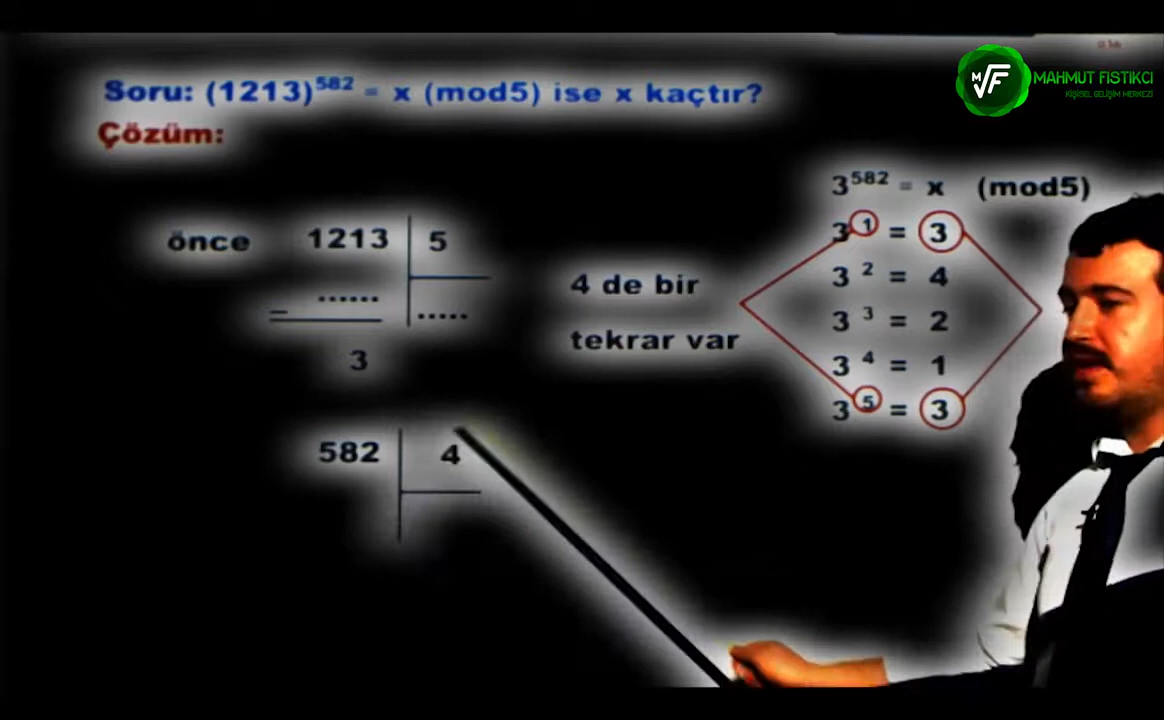 Soru: (1213)^582 = x (mod5) ise x kaçtır?
Çözüm:
MAHMUT FISTIKCI
KİŞİSEL GELİŞİM MERKEZİ
önce 1213 | 5
...... 
– .....
3
4 de bir
tekrar var
3^582 = x (mod5)
3^1 = 3
3^2 = 4
3^3 = 2
3^4 = 1
3^5 = 3
582 | 4